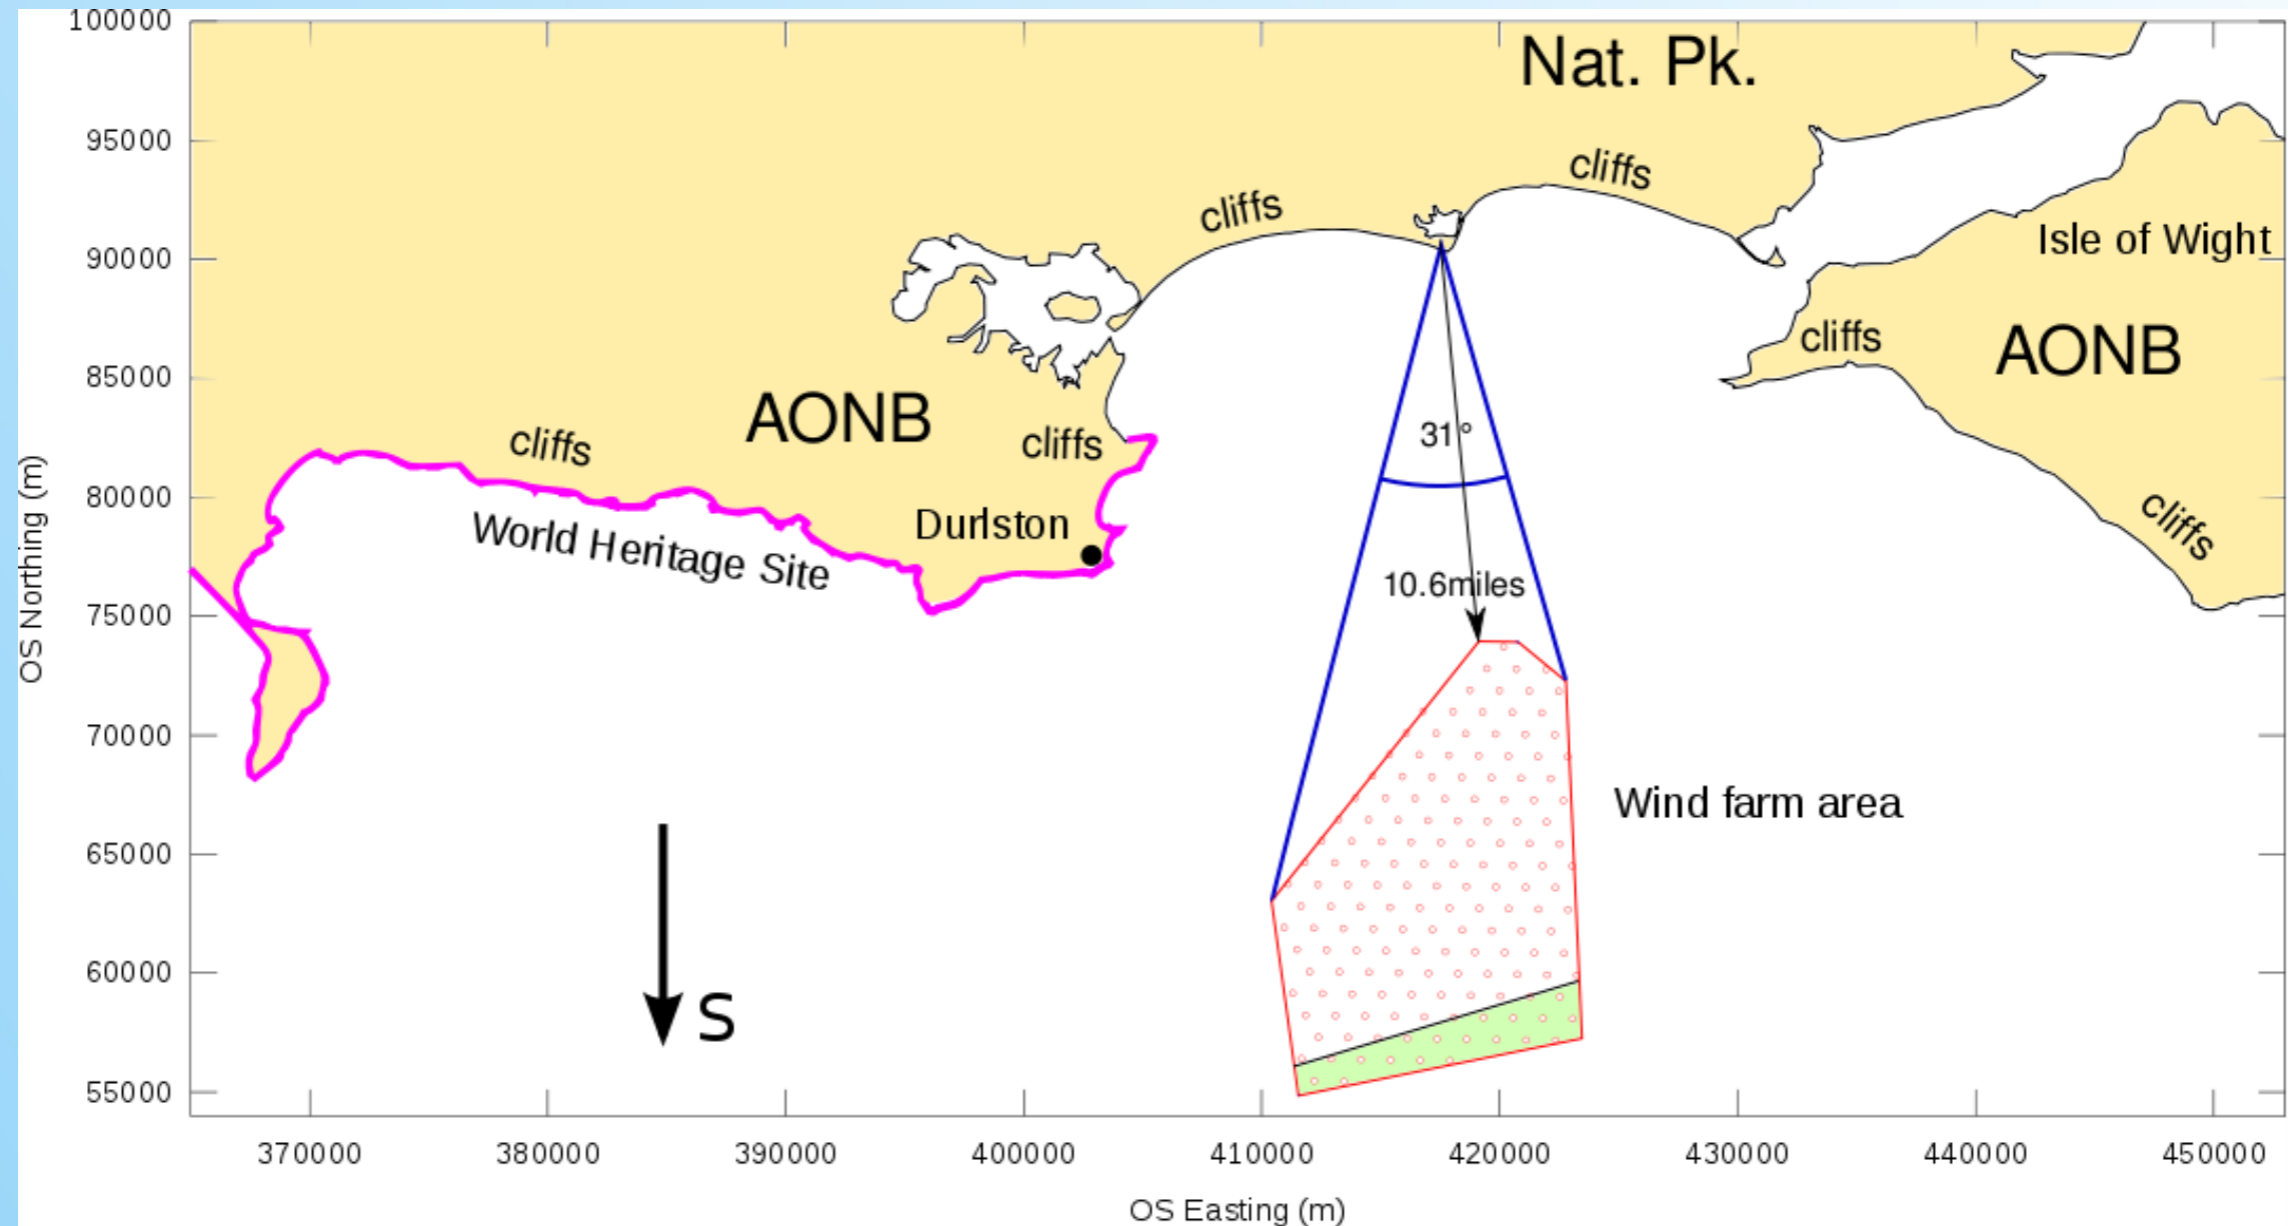 100000
95000
90000
85000
80000
75000
70000
65000
60000
55000
OS Northing (m)
370000
380000
390000
400000
410000
420000
430000
440000
450000
OS Easting (m)
Nat. Pk.
cliffs
cliffs
Isle of Wight
cliffs
AONB
AONB
cliffs
cliffs
31°
cliffs
Durlston
World Heritage Site
10.6miles
Wind farm area
S